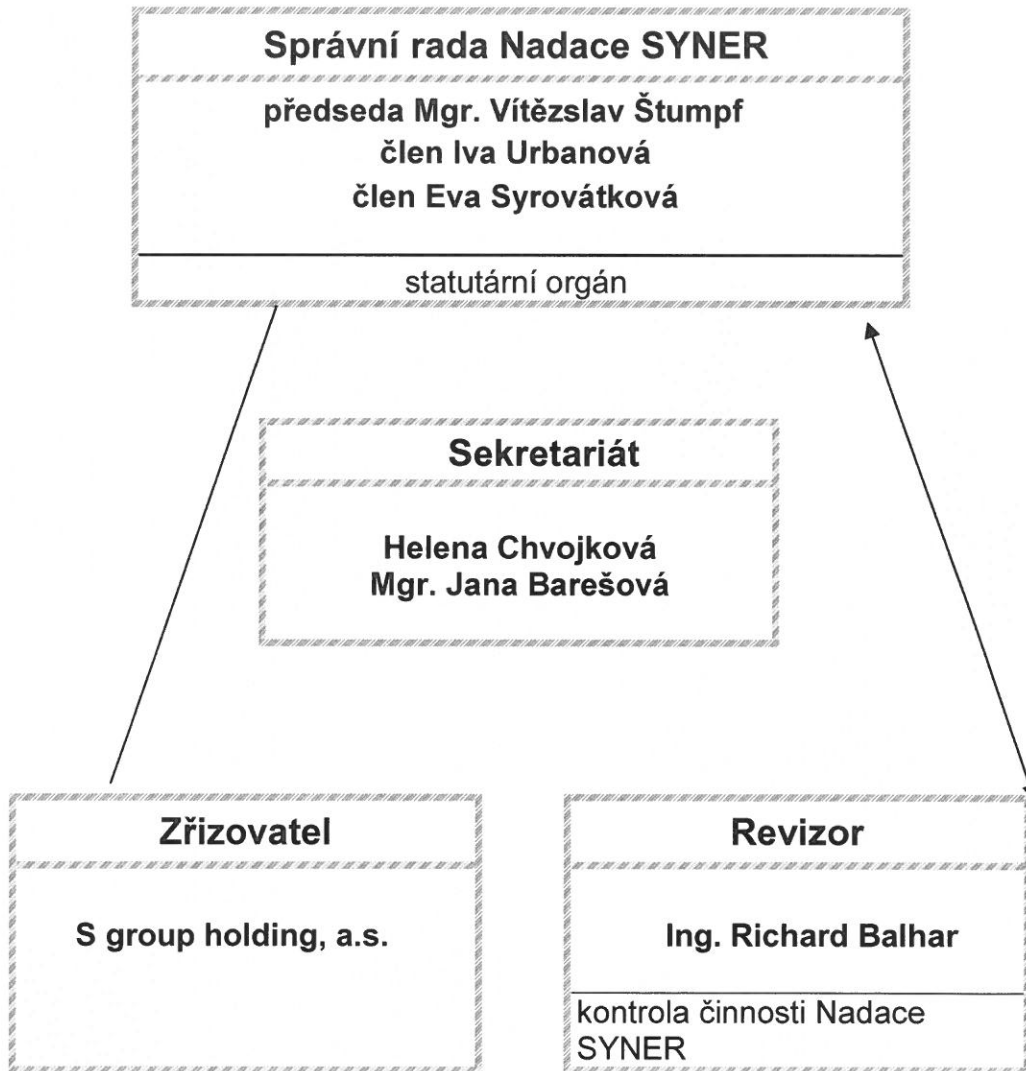 Správní rada Nadace SYNER
předseda Mgr. Vítězslav Štumpf
člen Iva Urbanová
člen Eva Syrovátková
statutární orgán
Sekretariát
Helena Chvojková
Mgr. Jana Barešová
Zřizovatel
S group holding, a.s.
Revizor
Ing. Richard Balhar
kontrola činnosti Nadace
SYNER